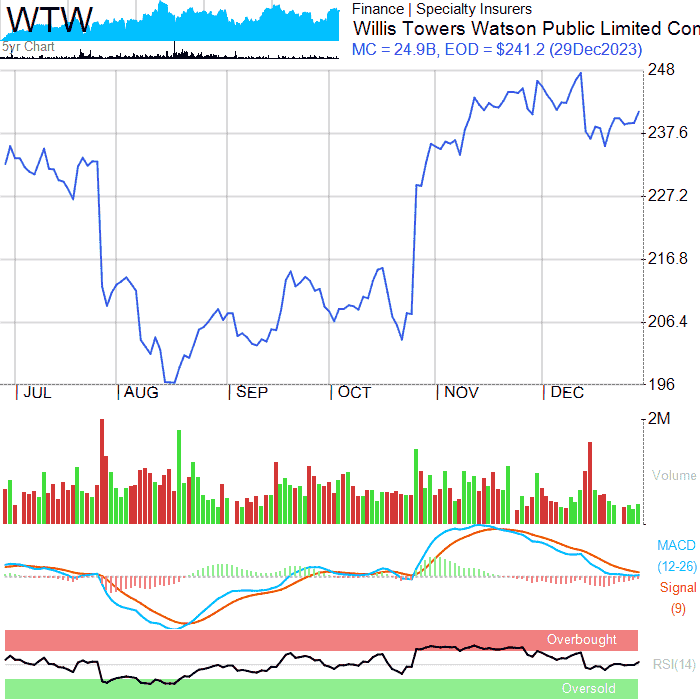 WTW
5yr Chart
Finance | Specialty Insurers
Willis Towers Watson Public Limited Con
MC = 24.9B, EOD = $241.2 (29Dec2023)
248
237.6
227.2
216.8
206.4
196
JUL AUG SEP OCT NOV DEC
2M
Volume
MACD
(12-26)
Signal
(9)
Overbought
RSI(14)
Oversold